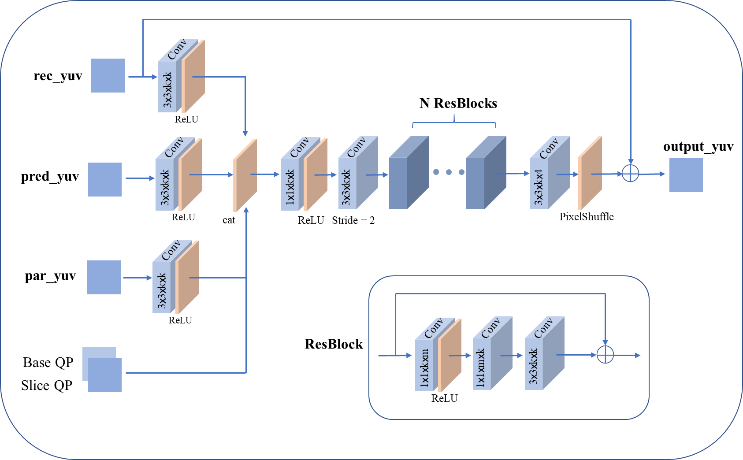 rec_yuv
Conv
3x3xkxk
ReLU
N ResBlocks
pred_yuv
Conv
3x3xkxk
ReLU
cat
Conv
1x1xkxk
ReLU
Conv
3x3xkxk
Stride = 2
Conv
3x3xkx4
PixelShuffle
output_yuv
par_yuv
Conv
3x3xkxk
ReLU
Base QP
Slice QP
ResBlock
Conv
1x1xkxm
ReLU
Conv
1x1xmxk
Conv
3x3xkxk